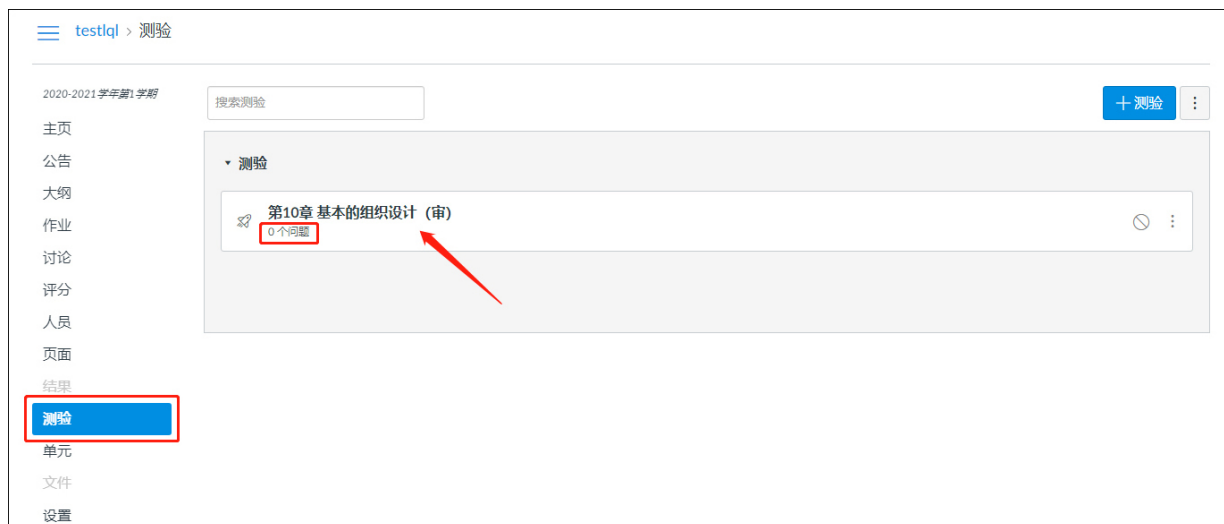 testlql > 测验
2020-2021学年第1学期
主页
公告
大纲
作业
讨论
评分
人员
页面
结果
测验
单元
文件
设置
搜索测验
+ 测验
测验
第10章 基本的组织设计（审）
0 个问题